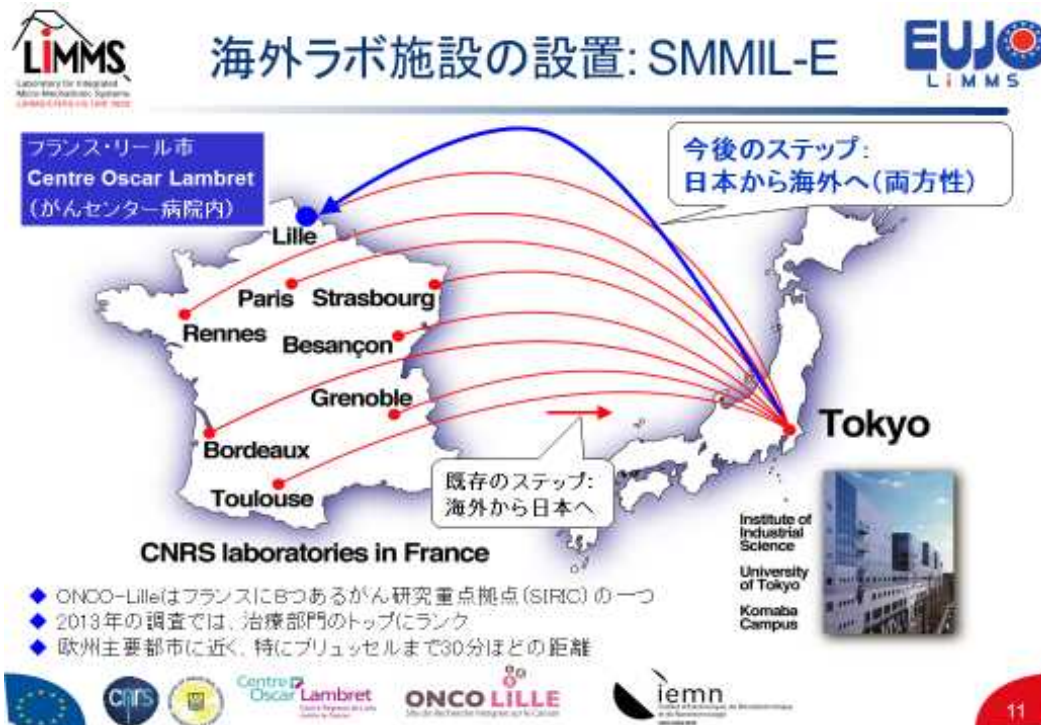 LIMMS
Laboratory for Integrated
Micro Mechatronic Systems
海外ラボ施設の設置: SMMIL-E
EUJO
LIMMS
フランス・リール市
Centre Oscar Lambret
(がんセンター病院内)
今後のステップ:
日本から海外へ(両方性)
Lille
Paris
Strasbourg
Rennes
Besançon
Grenoble
Bordeaux
Toulouse
Tokyo
既存のステップ:
海外から日本へ
CNRS laboratories in France
Institute of
Industrial
Science
University
of Tokyo
Komaba
Campus
◆ ONCO-Lilleはフランスに8つあるがん研究重点拠点(SIRIC)の一つ
◆ 2013年の調査では、治療部門のトップにランク
◆ 欧州主要都市に近く、特にブリュッセルまで30分ほどの距離
cnrs
Centre
Oscar Lambret
ONCO LILLE
iemn
11